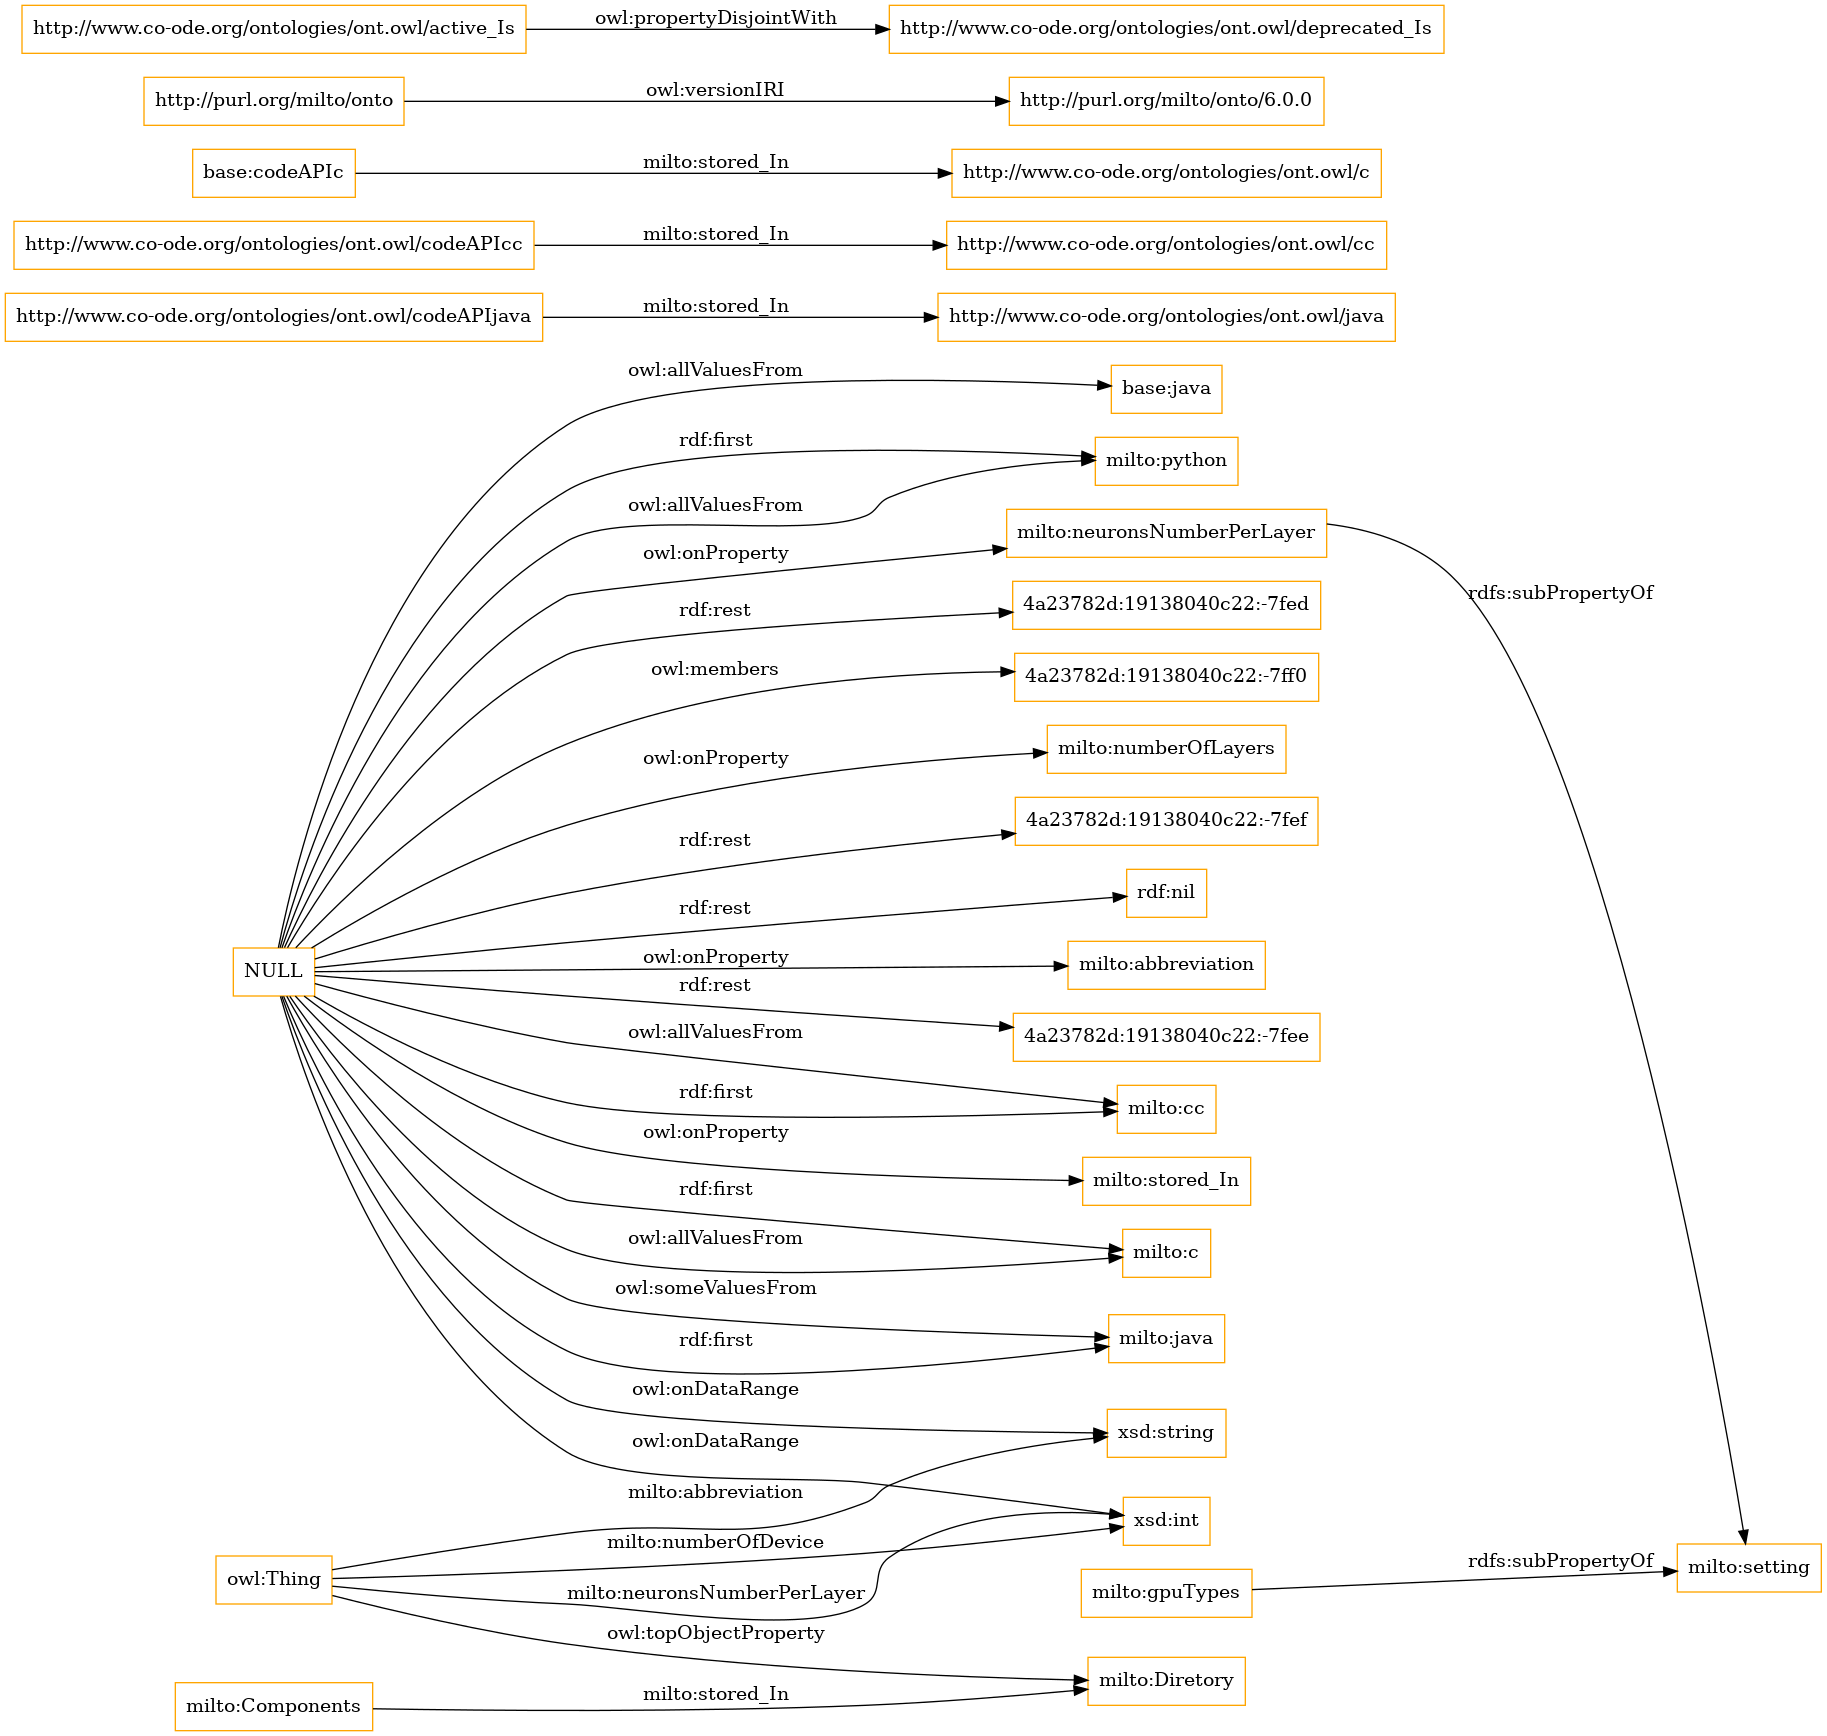 http://www.co-ode.org/ontologies/ont.owl/active_Is
owl:propertyDisjointWith
http://www.co-ode.org/ontologies/ont.owl/deprecated_Is
http://purl.org/milto/onto
owl:versionIRI
http://purl.org/milto/onto/6.0.0
base:codeAPIc
milto:stored_In
http://www.co-ode.org/ontologies/ont.owl/c
http://www.co-ode.org/ontologies/ont.owl/codeAPIcc
milto:stored_In
http://www.co-ode.org/ontologies/ont.owl/cc
http://www.co-ode.org/ontologies/ont.owl/codeAPIjava
milto:stored_In
http://www.co-ode.org/ontologies/ont.owl/java
owl:allValuesFrom
base:java
rdf:first
milto:python
owl:allValuesFrom
owl:onProperty
milto:neuronsNumberPerLayer
rdfs:subPropertyOf
rdf:rest
4a23782d:19138040c22:-7fed
owl:members
4a23782d:19138040c22:-7ff0
owl:onProperty
milto:numberOfLayers
rdf:rest
4a23782d:19138040c22:-7fef
rdf:rest
rdf:nil
NULL
owl:onProperty
milto:abbreviation
rdf:rest
4a23782d:19138040c22:-7fee
owl:allValuesFrom
rdf:first
milto:cc
owl:onProperty
milto:stored_In
rdf:first
owl:allValuesFrom
milto:c
owl:someValuesFrom
milto:java
rdf:first
owl:onDataRange
xsd:string
owl:onDataRange
milto:abbreviation
xsd:int
milto:numberOfDevice
owl:Thing
milto:neuronsNumberPerLayer
milto:gpuTypes
rdfs:subPropertyOf
milto:setting
owl:topObjectProperty
milto:Diretory
milto:Components
milto:stored_In